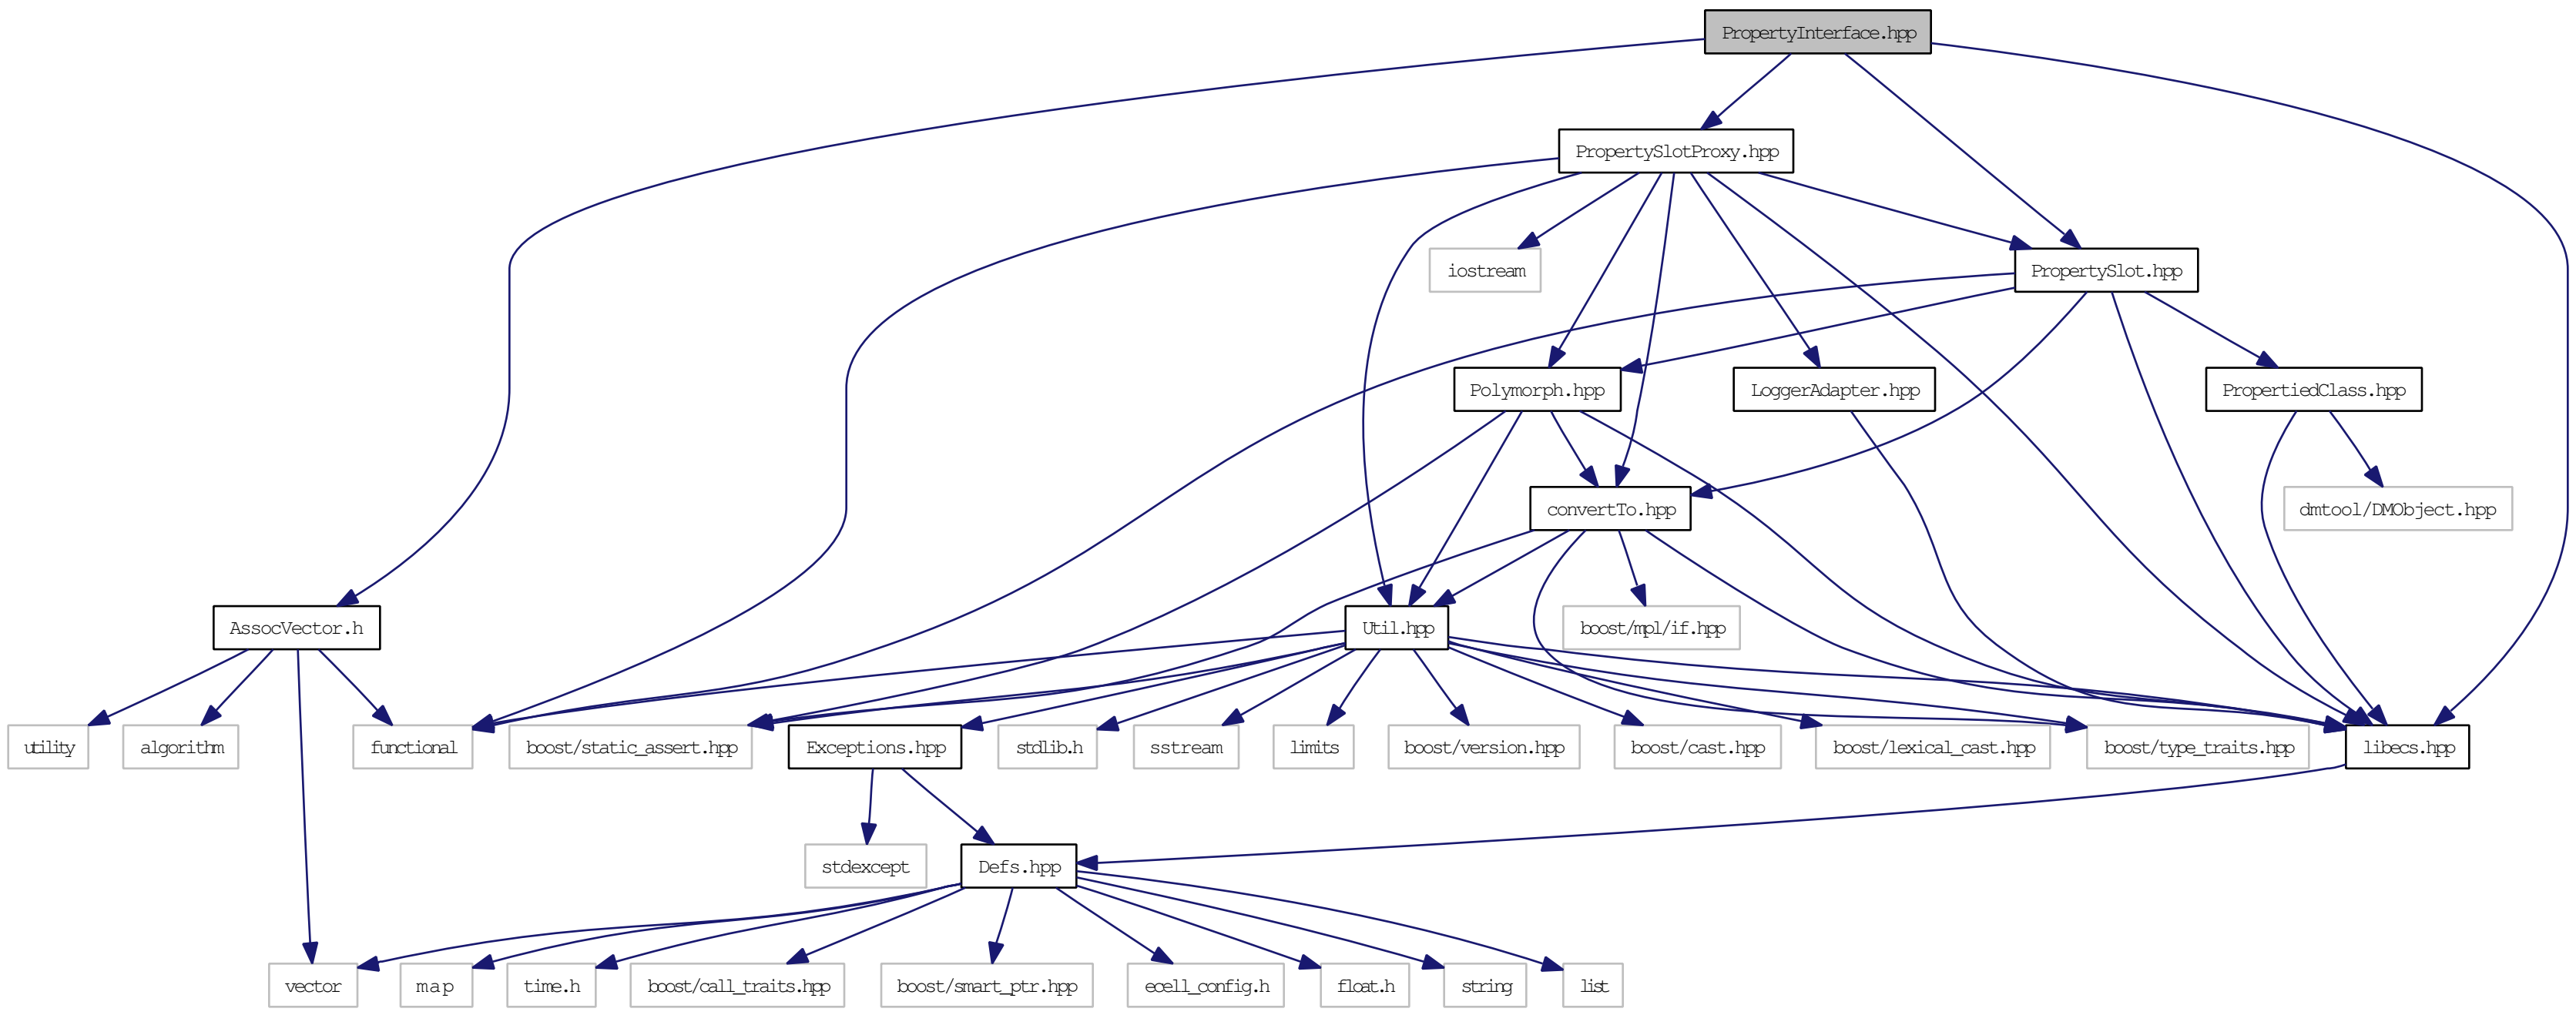 PropertyInterface.hpp
PropertySlotProxy.hpp
iostream
PropertySlot.hpp
Polymorph.hpp
LoggerAdapter.hpp
PropertiedClass.hpp
convertTo.hpp
dmtool/DMObject.hpp
AssocVector.h
Util.hpp
boost/mpl/if.hpp
utility
algorithm
functional
boost/static_assert.hpp
Exceptions.hpp
stdlib.h
sstream
limits
boost/version.hpp
boost/cast.hpp
boost/lexical_cast.hpp
boost/type_traits.hpp
libecs.hpp
stdexcept
Defs.hpp
vector
map
time.h
boost/call_traits.hpp
boost/smart_ptr.hpp
ecell_config.h
float.h
string
list